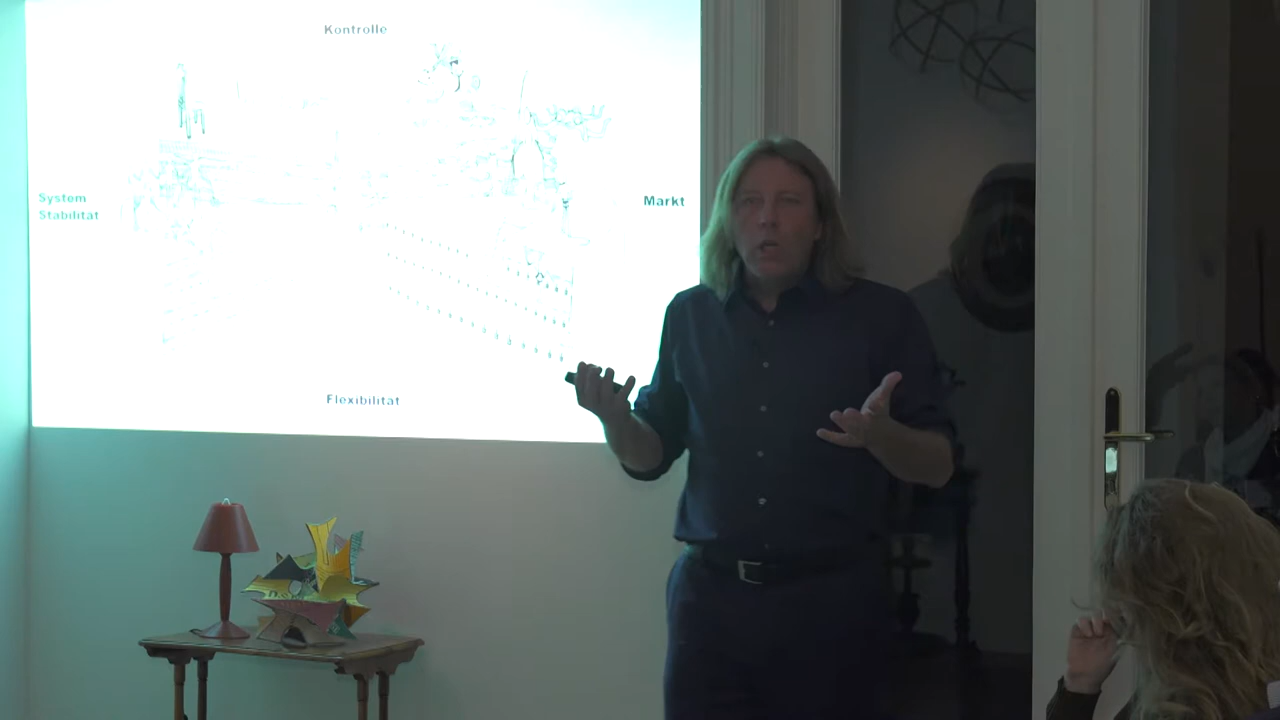 Kontrolle
System
Stabilität
Markt
Flexibilität